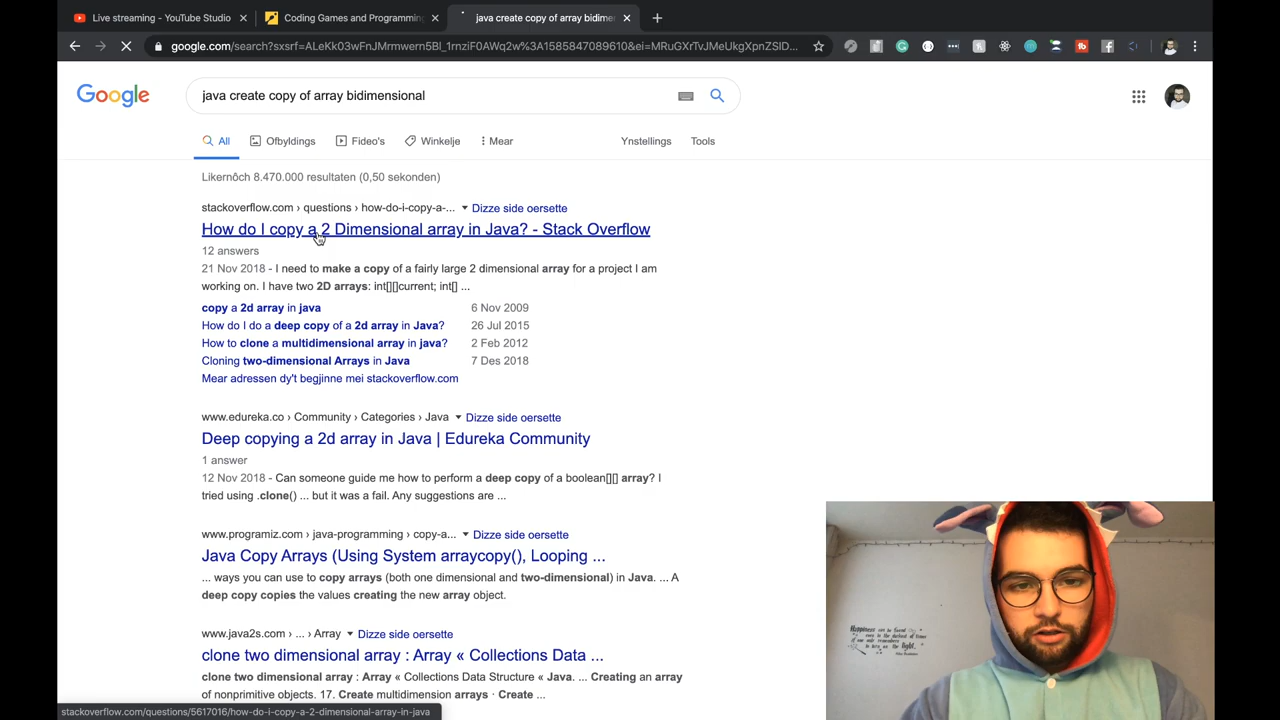 Live streaming - YouTube Studio
Coding Games and Programming
java create copy of array bidimen
google.com/search?sxsrf=ALeKk03wFnJMrmwern5Bl_1rnziF0AWq2w%3A1585847089610&ei=MRuGXrTvJMeUkgXpnZSID...
Google
java create copy of array bidimensional
All Ofbyldings Fideo's Winkelje Mear Ynstellings Tools
Likernôch 8.470.000 resultaten (0,50 sekonden)
stackoverflow.com › questions › how-do-i-copy-a-... Dizze side oersette
How do I copy a 2 Dimensional array in Java? - Stack Overflow
12 answers
21 Nov 2018 - I need to make a copy of a fairly large 2 dimensional array for a project I am
working on. I have two 2D arrays: int[][]current; int[] ...
copy a 2d array in java 6 Nov 2009
How do I do a deep copy of a 2d array in Java? 26 Jul 2015
How to clone a multidimensional array in java? 2 Feb 2012
Cloning two-dimensional Arrays in Java 7 Des 2018
Mear adressen dy't begjinne mei stackoverflow.com
www.edureka.co › Community › Categories › Java Dizze side oersette
Deep copying a 2d array in Java | Edureka Community
1 answer
12 Nov 2018 - Can someone guide me how to perform a deep copy of a boolean[][] array? I
tried using .clone() ... but it was a fail. Any suggestions are ...
www.programiz.com › java-programming › copy-a... Dizze side oersette
Java Copy Arrays (Using System arraycopy(), Looping ...
... ways you can use to copy arrays (both one dimensional and two-dimensional) in Java. ... A
deep copy copies the values creating the new array object.
www.java2s.com › ... › Array Dizze side oersette
clone two dimensional array : Array « Collections Data ...
clone two dimensional array : Array « Collections Data Structure « Java. ... Creating an array
of nonprimitive objects. 17. Create multidimension arrays · Create ...
stackoverflow.com/questions/5617016/how-do-i-copy-a-2-dimensional-array-in-java